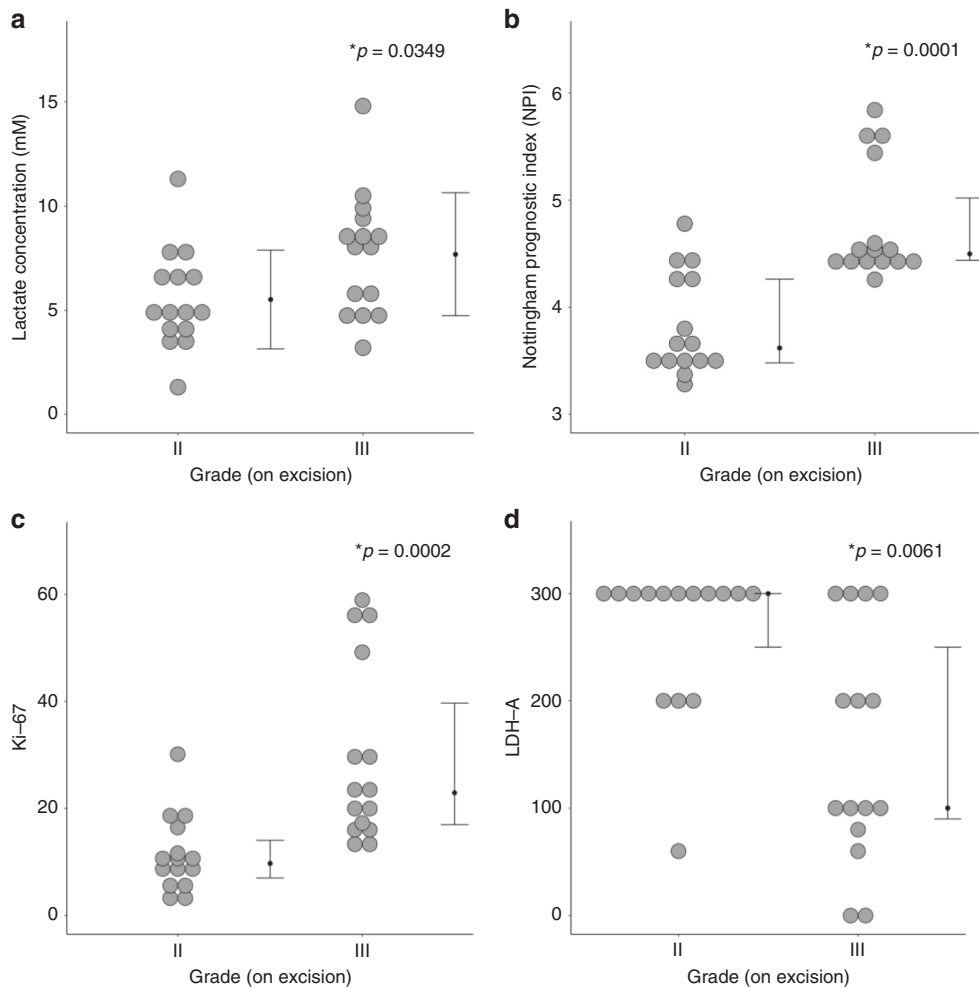 a
*p = 0.0349
Lactate concentration (mM)
15
10
5
0
II
III
Grade (on excision)
b
*p = 0.0001
Nottingham prognostic index (NPI)
6
5
4
3
II
III
Grade (on excision)
c
*p = 0.0002
Ki–67
60
40
20
0
II
III
Grade (on excision)
d
*p = 0.0061
LDH–A
300
200
100
0
II
III
Grade (on excision)